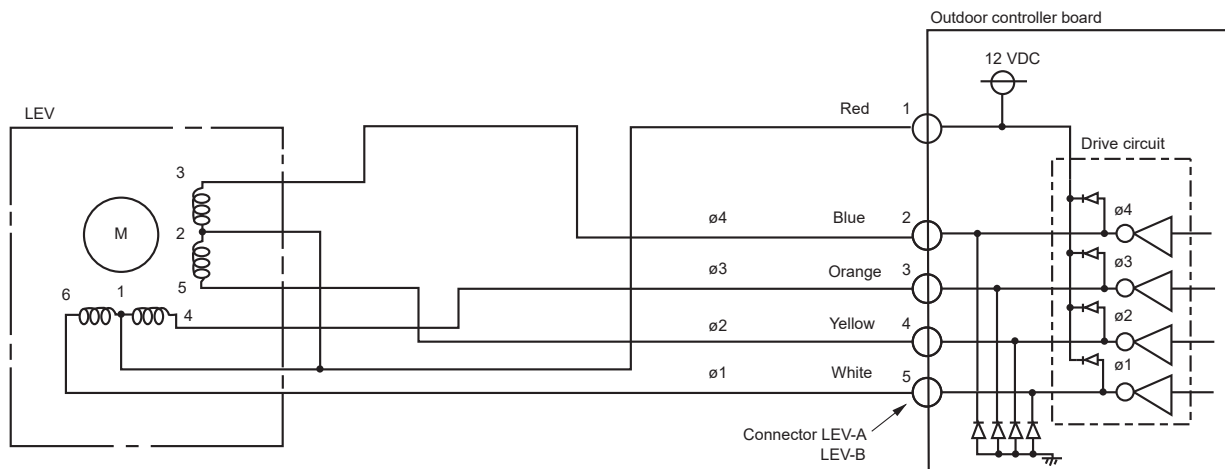 Outdoor controller board
12 VDC
LEV
Red 1
Drive circuit
3
ø4 Blue 2 ø4
M 2
ø3 Orange 3 ø3
6 1 5
4
ø2 Yellow 4 ø2
ø1 White 5 ø1
Connector LEV-A
LEV-B